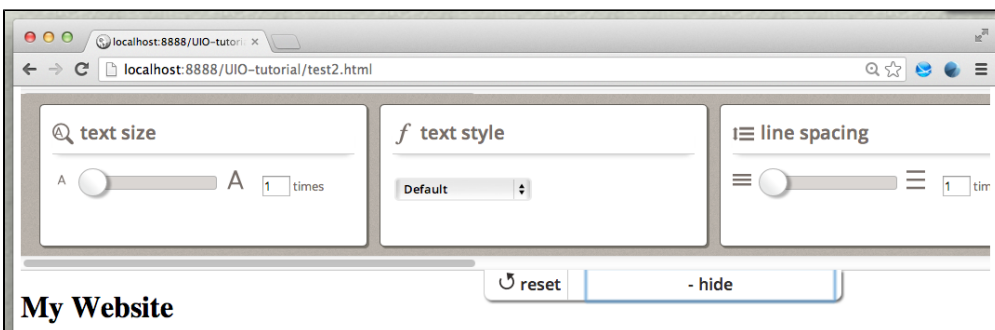 localhost:8888/UIO-tutori
localhost:8888/UIO-tutorial/test2.html
text size
A A 1 times
f text style
Default
line spacing
1 tim
reset
- hide
My Website